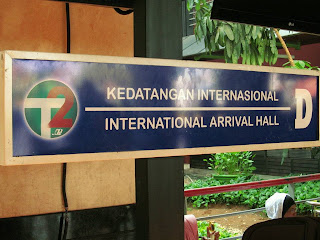 T2
KEDATANGAN INTERNASIONAL
INTERNATIONAL ARRIVAL HALL
D